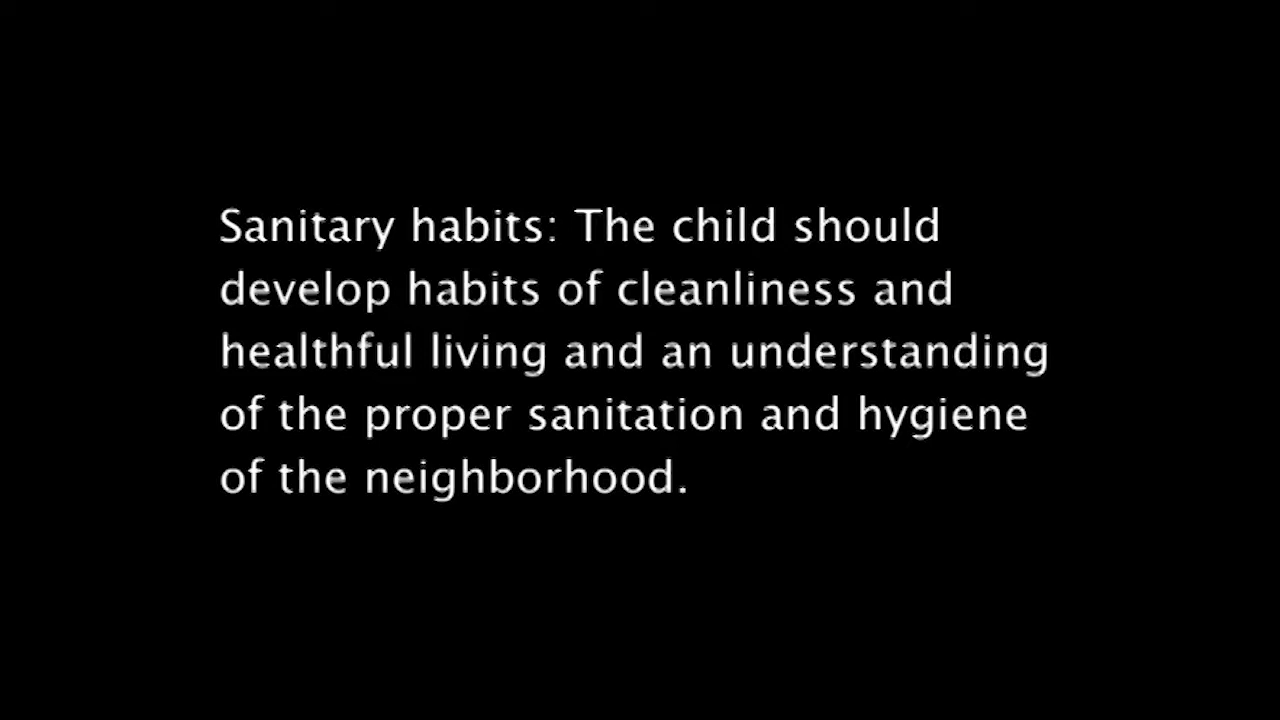 Sanitary habits: The child should
develop habits of cleanliness and
healthful living and an understanding
of the proper sanitation and hygiene
of the neighborhood.